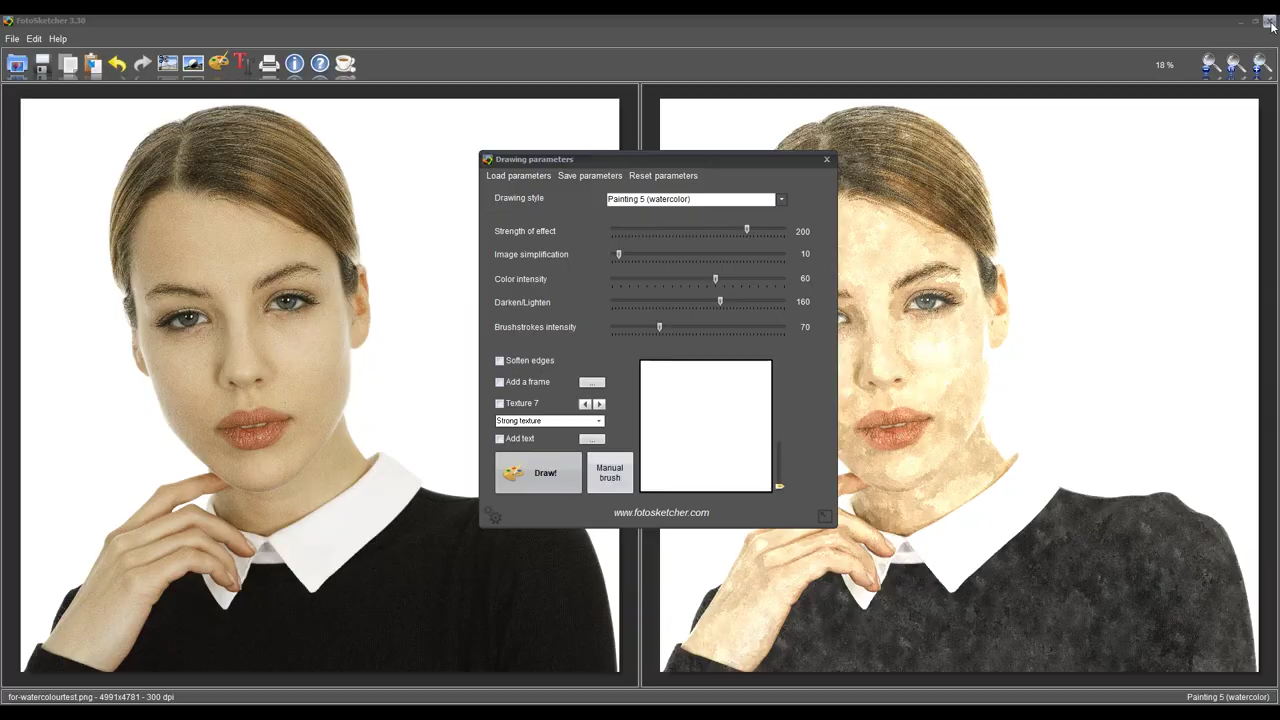 FotoSketcher 3.30
File Edit Help
18 %
Drawing parameters
Load parameters Save parameters Reset parameters
Drawing style Painting 5 (watercolor)
Strength of effect 200
Image simplification 10
Color intensity 60
Darken/Lighten 160
Brushstrokes intensity 70
Soften edges
Add a frame ...
Texture 7
Strong texture
Add text ...
Draw!
Manual
brush
www.fotosketcher.com
for-watercolourtest.png - 4991x4781 - 300 dpi
Painting 5 (watercolor)